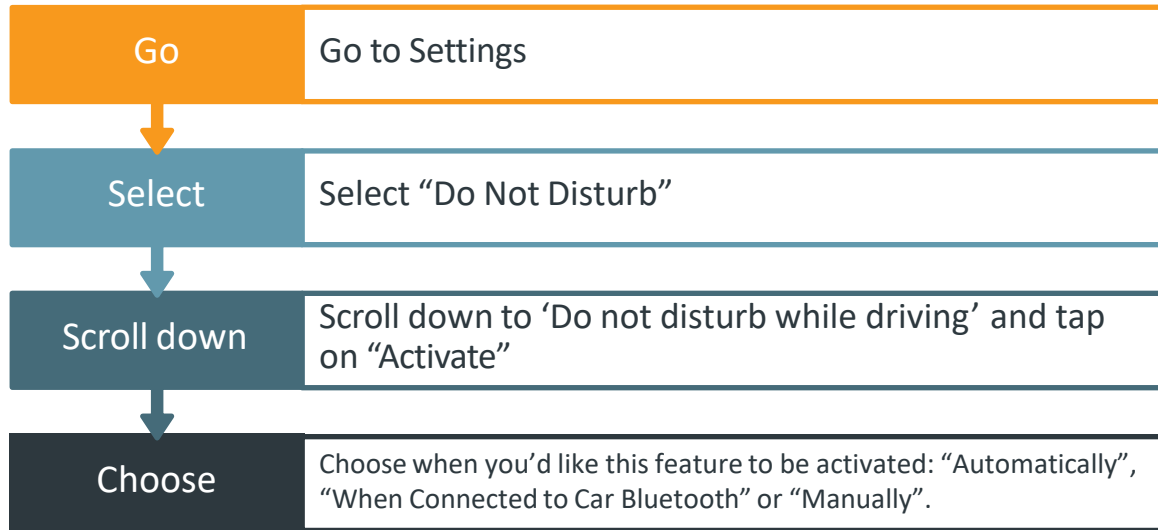 Go
Go to Settings
Select
Select “Do Not Disturb”
Scroll down
Scroll down to ‘Do not disturb while driving’ and tap
on “Activate”
Choose
Choose when you’d like this feature to be activated: “Automatically”,
“When Connected to Car Bluetooth” or “Manually”.